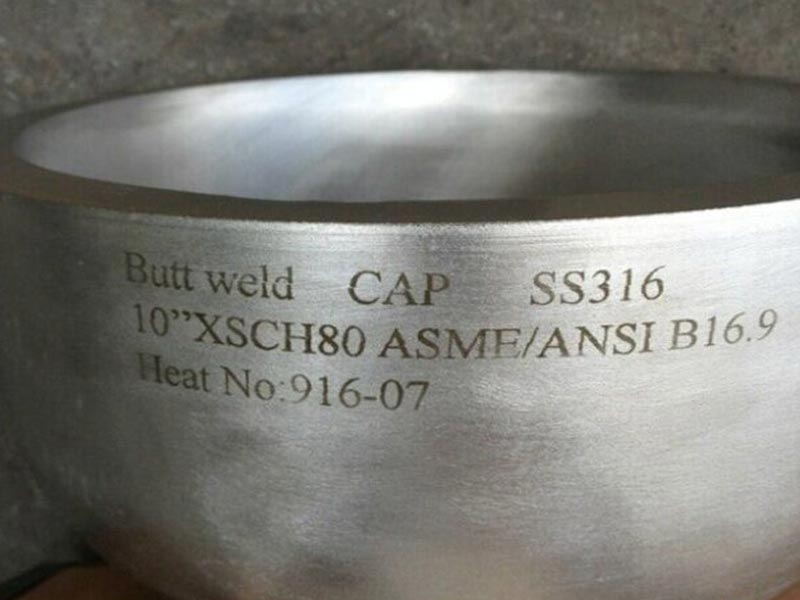 Butt weld CAP SS316
10”XSCH80 ASME/ANSI B16.9
Heat No:916-07